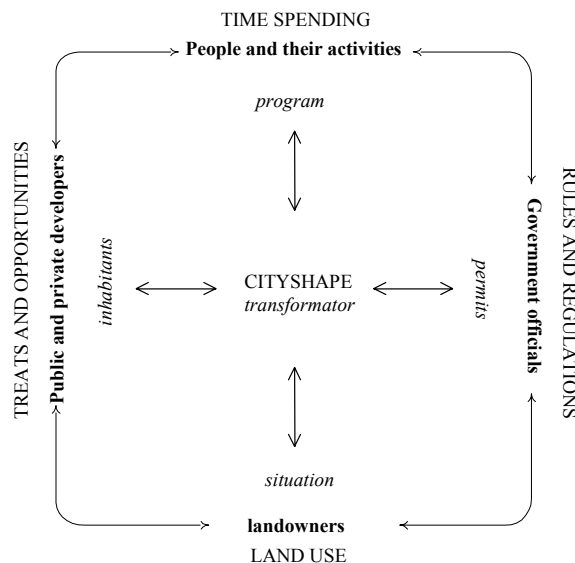 TIME SPENDING
People and their activities
program
TREATS AND OPPORTUNITIES
Public and private developers
inhabitants
CITYSHAPE
transformator
permits
Government officials
RULES AND REGULATIONS
situation
landowners
LAND USE